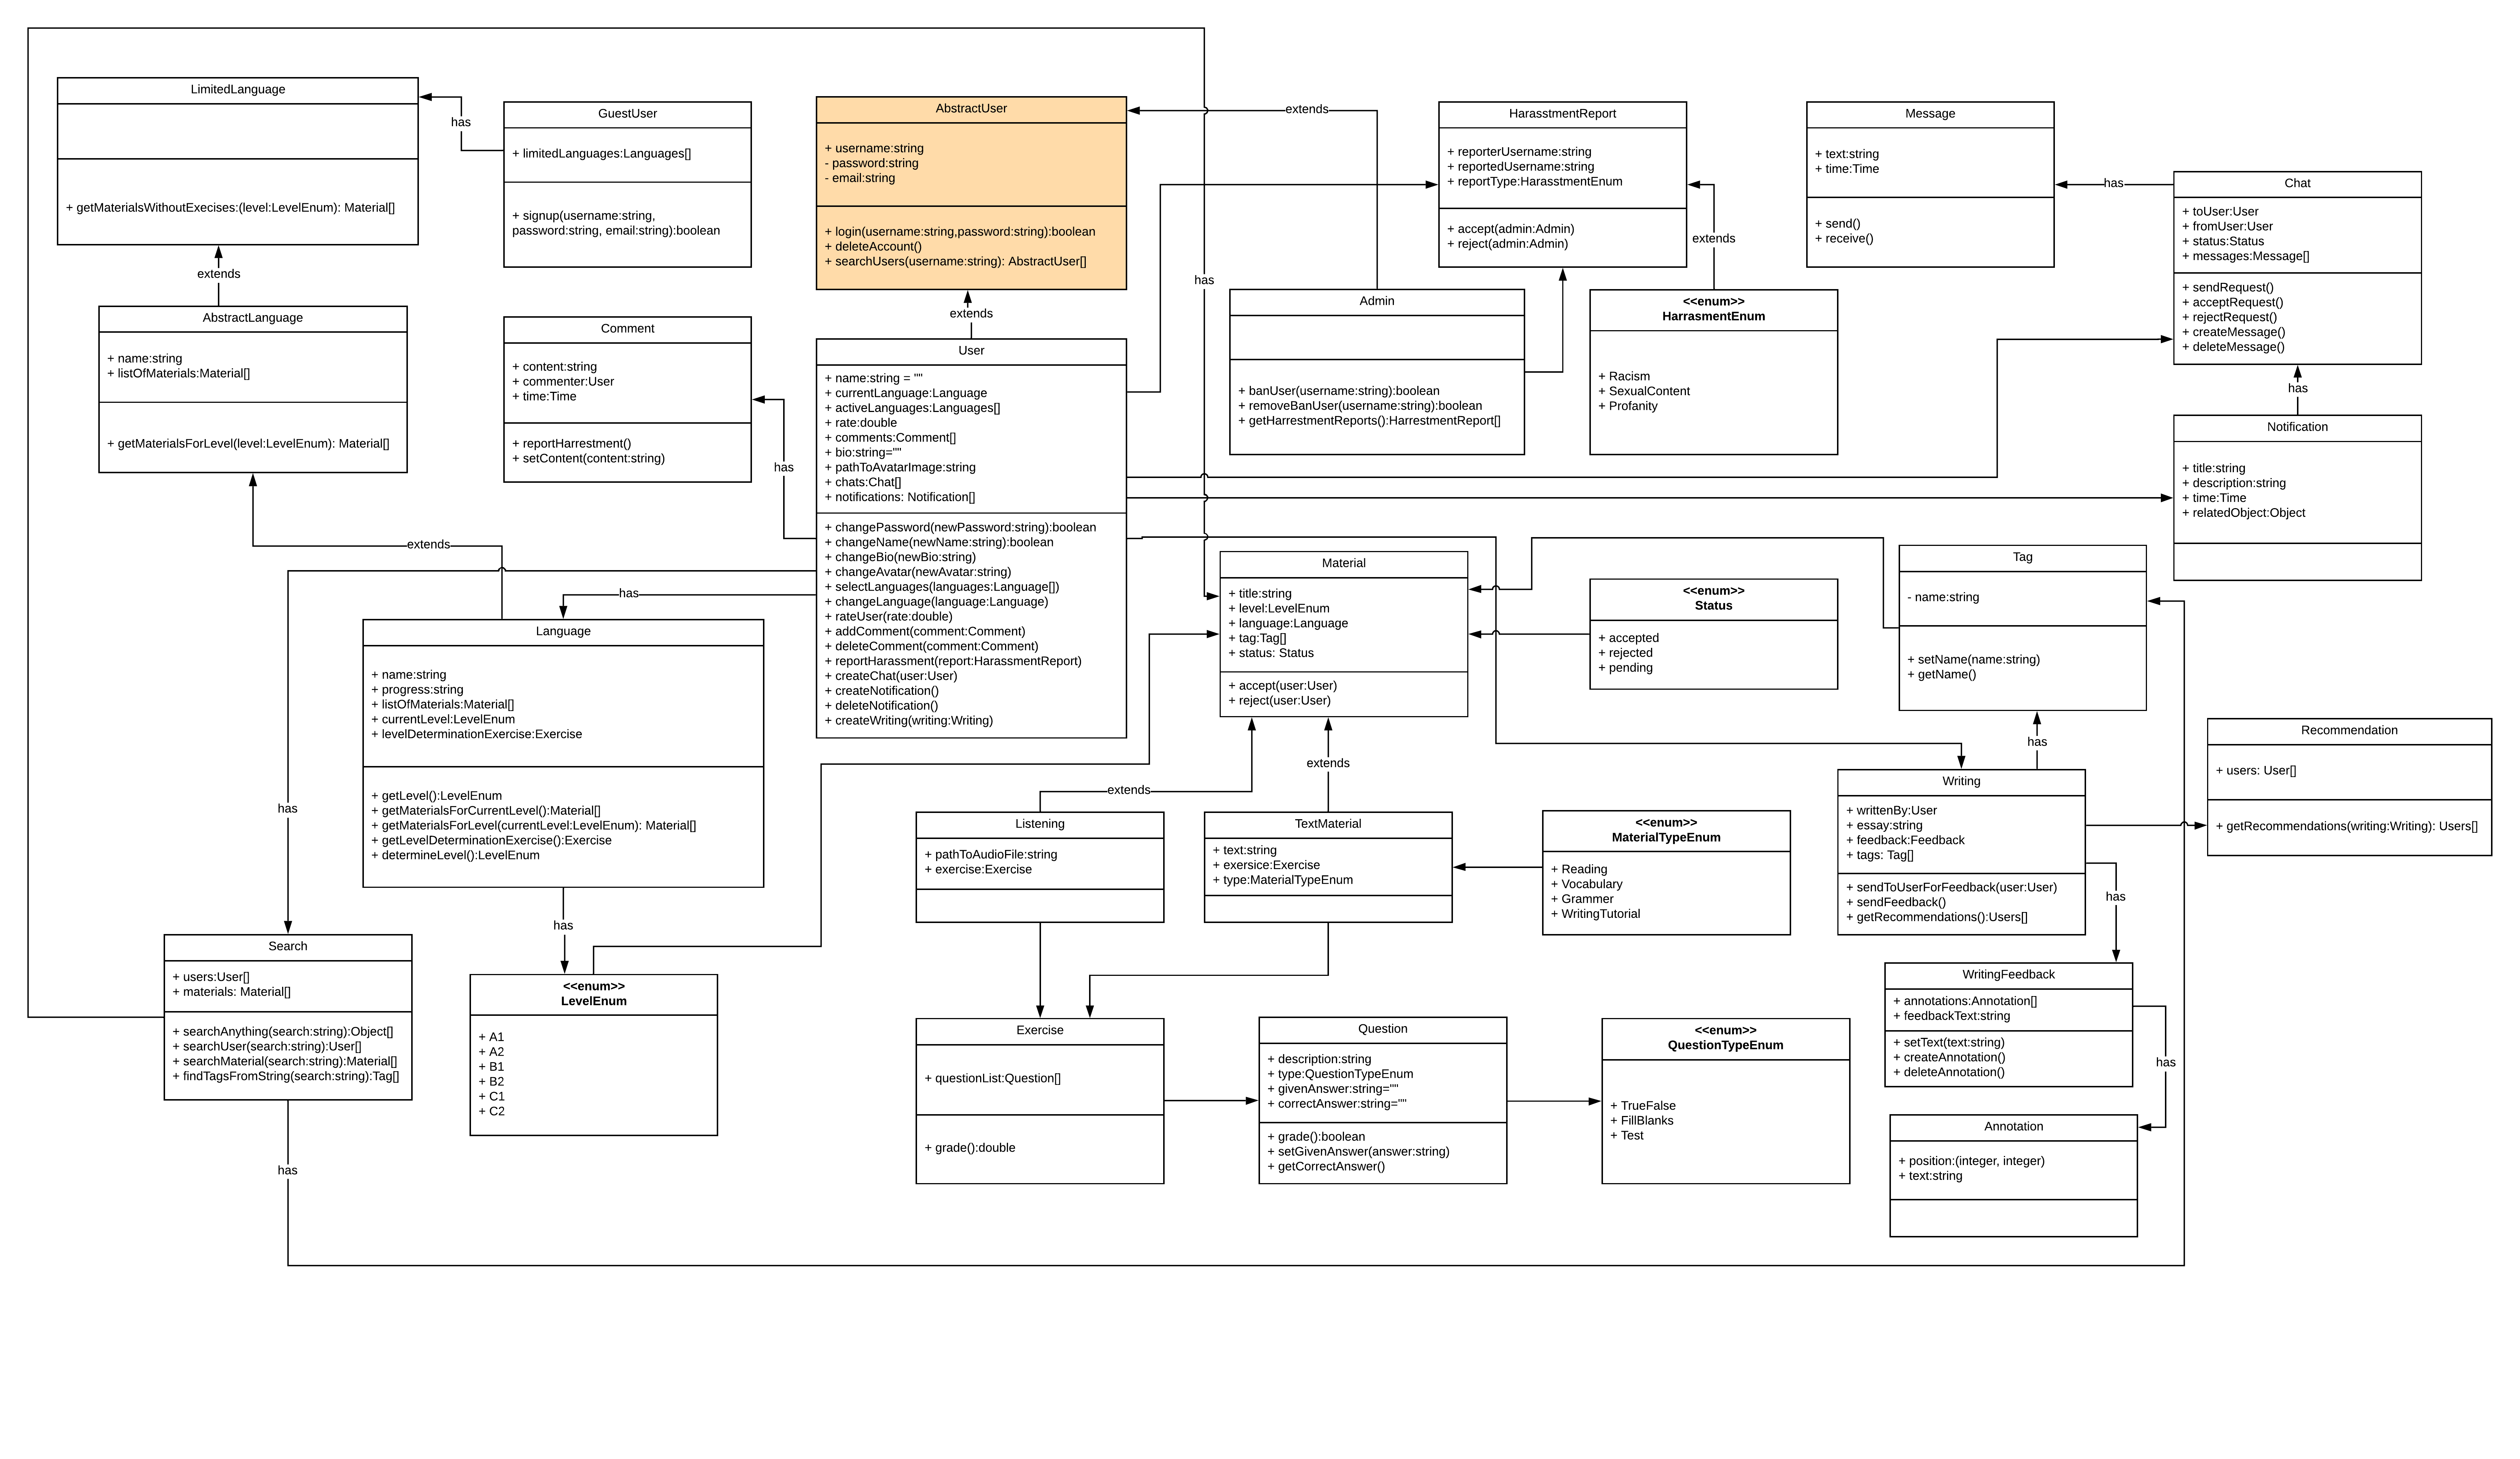 LimitedLanguage
+ getMaterialsWithoutExecises:(level:LevelEnum): Material[]
has
GuestUser
+ limitedLanguages:Languages[]
+ signup(username:string,
password:string, email:string):boolean
AbstractUser
+ username:string
- password:string
- email:string
+ login(username:string,password:string):boolean
+ deleteAccount()
+ searchUsers(username:string): AbstractUser[]
extends
HarasstmentReport
+ reporterUsername:string
+ reportedUsername:string
+ reportType:HarasstmentEnum
+ accept(admin:Admin)
+ reject(admin:Admin)
extends
Message
+ text:string
+ time:Time
+ send()
+ receive()
has
Chat
+ toUser:User
+ fromUser:User
+ status:Status
+ messages:Message[]
+ sendRequest()
+ acceptRequest()
+ rejectRequest()
+ createMessage()
+ deleteMessage()
has
extends
AbstractLanguage
+ name:string
+ listOfMaterials:Material[]
+ getMaterialsForLevel(level:LevelEnum): Material[]
Comment
+ content:string
+ commenter:User
+ time:Time
+ reportHarrestment()
+ setContent(content:string)
has
extends
User
+ name:string = ""
+ currentLanguage:Language
+ activeLanguages:Languages[]
+ rate:double
+ comments:Comment[]
+ bio:string=""
+ pathToAvatarImage:string
+ chats:Chat[]
+ notifications: Notification[]
+ changePassword(newPassword:string):boolean
+ changeName(newName:string):boolean
+ changeBio(newBio:string)
+ changeAvatar(newAvatar:string)
+ selectLanguages(languages:Language[])
+ changeLanguage(language:Language)
+ rateUser(rate:double)
+ addComment(comment:Comment)
+ deleteComment(comment:Comment)
+ reportHarassment(report:HarassmentReport)
+ createChat(user:User)
+ createNotification()
+ deleteNotification()
+ createWriting(writing:Writing)
has
Admin
+ banUser(username:string):boolean
+ removeBanUser(username:string):boolean
+ getHarrestmentReports():HarrestmentReport[]
<<enum>>
HarrasmentEnum
+ Racism
+ SexualContent
+ Profanity
has
Notification
+ title:string
+ description:string
+ time:Time
+ relatedObject:Object
extends
has
Language
+ name:string
+ progress:string
+ listOfMaterials:Material[]
+ currentLevel:LevelEnum
+ levelDeterminationExercise:Exercise
+ getLevel():LevelEnum
+ getMaterialsForCurrentLevel():Material[]
+ getMaterialsForLevel(currentLevel:LevelEnum): Material[]
+ getLevelDeterminationExercise():Exercise
+ determineLevel():LevelEnum
Material
+ title:string
+ level:LevelEnum
+ language:Language
+ tag:Tag[]
+ status: Status
+ accept(user:User)
+ reject(user:User)
<<enum>>
Status
+ accepted
+ rejected
+ pending
Tag
- name:string
+ setName(name:string)
+ getName()
has
Recommendation
+ users: User[]
+ getRecommendations(writing:Writing): Users[]
extends
extends
Listening
+ pathToAudioFile:string
+ exercise:Exercise
TextMaterial
+ text:string
+ exersice:Exercise
+ type:MaterialTypeEnum
<<enum>>
MaterialTypeEnum
+ Reading
+ Vocabulary
+ Grammer
+ WritingTutorial
Writing
+ writtenBy:User
+ essay:string
+ feedback:Feedback
+ tags: Tag[]
+ sendToUserForFeedback(user:User)
+ sendFeedback()
+ getRecommendations():Users[]
has
has
has
Search
+ users:User[]
+ materials: Material[]
+ searchAnything(search:string):Object[]
+ searchUser(search:string):User[]
+ searchMaterial(search:string):Material[]
+ findTagsFromString(search:string):Tag[]
has
<<enum>>
LevelEnum
+ A1
+ A2
+ B1
+ B2
+ C1
+ C2
Exercise
+ questionList:Question[]
+ grade():double
Question
+ description:string
+ type:QuestionTypeEnum
+ givenAnswer:string=""
+ correctAnswer:string=""
+ grade():boolean
+ setGivenAnswer(answer:string)
+ getCorrectAnswer()
<<enum>>
QuestionTypeEnum
+ TrueFalse
+ FillBlanks
+ Test
WritingFeedback
+ annotations:Annotation[]
+ feedbackText:string
+ setText(text:string)
+ createAnnotation()
+ deleteAnnotation()
has
Annotation
+ position:(integer, integer)
+ text:string